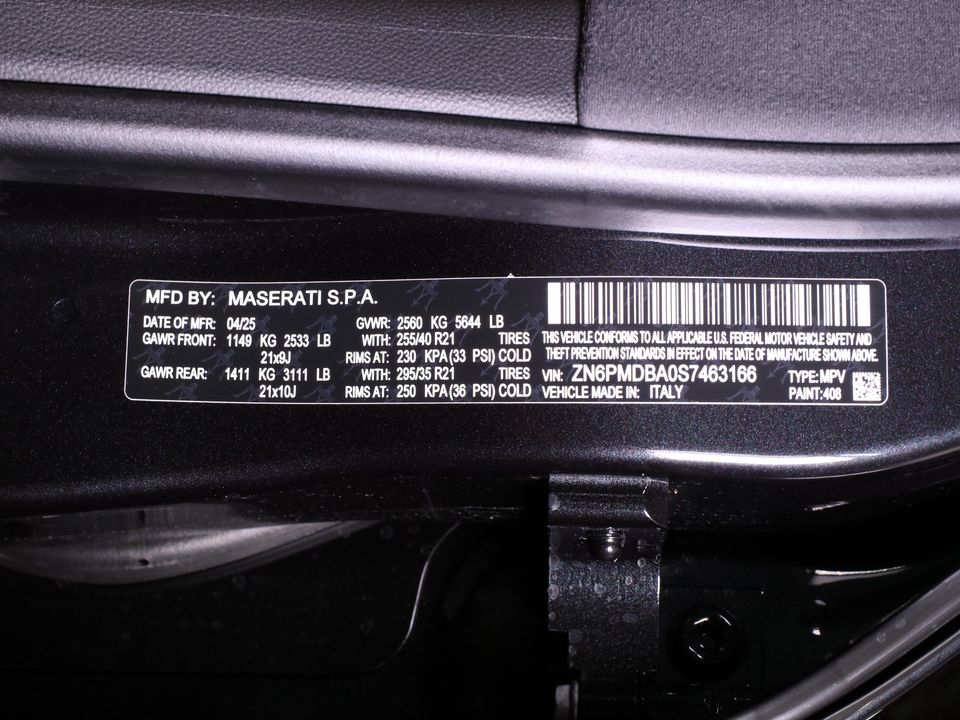 MFD BY: MASERATI S.P.A.
DATE OF MFR: 04/25 GVWR: 2560 KG 5644 LB
GAWR FRONT: 1149 KG 2533 LB WITH: 255/40 R21 TIRES
21x9J RIMS AT: 230 KPA(33 PSI) COLD
GAWR REAR: 1411 KG 3111 LB WITH: 295/35 R21 TIRES
21x10J RIMS AT: 250 KPA(36 PSI) COLD
THIS VEHICLE CONFORMS TO ALL APPLICABLE U.S. FEDERAL MOTOR VEHICLE SAFETY AND
THEFT PREVENTION STANDARDS IN EFFECT ON THE DATE OF MANUFACTURE SHOWN ABOVE.
VIN: ZN6PMDBA0S7463166 TYPE: MPV
VEHICLE MADE IN: ITALY PAINT:408